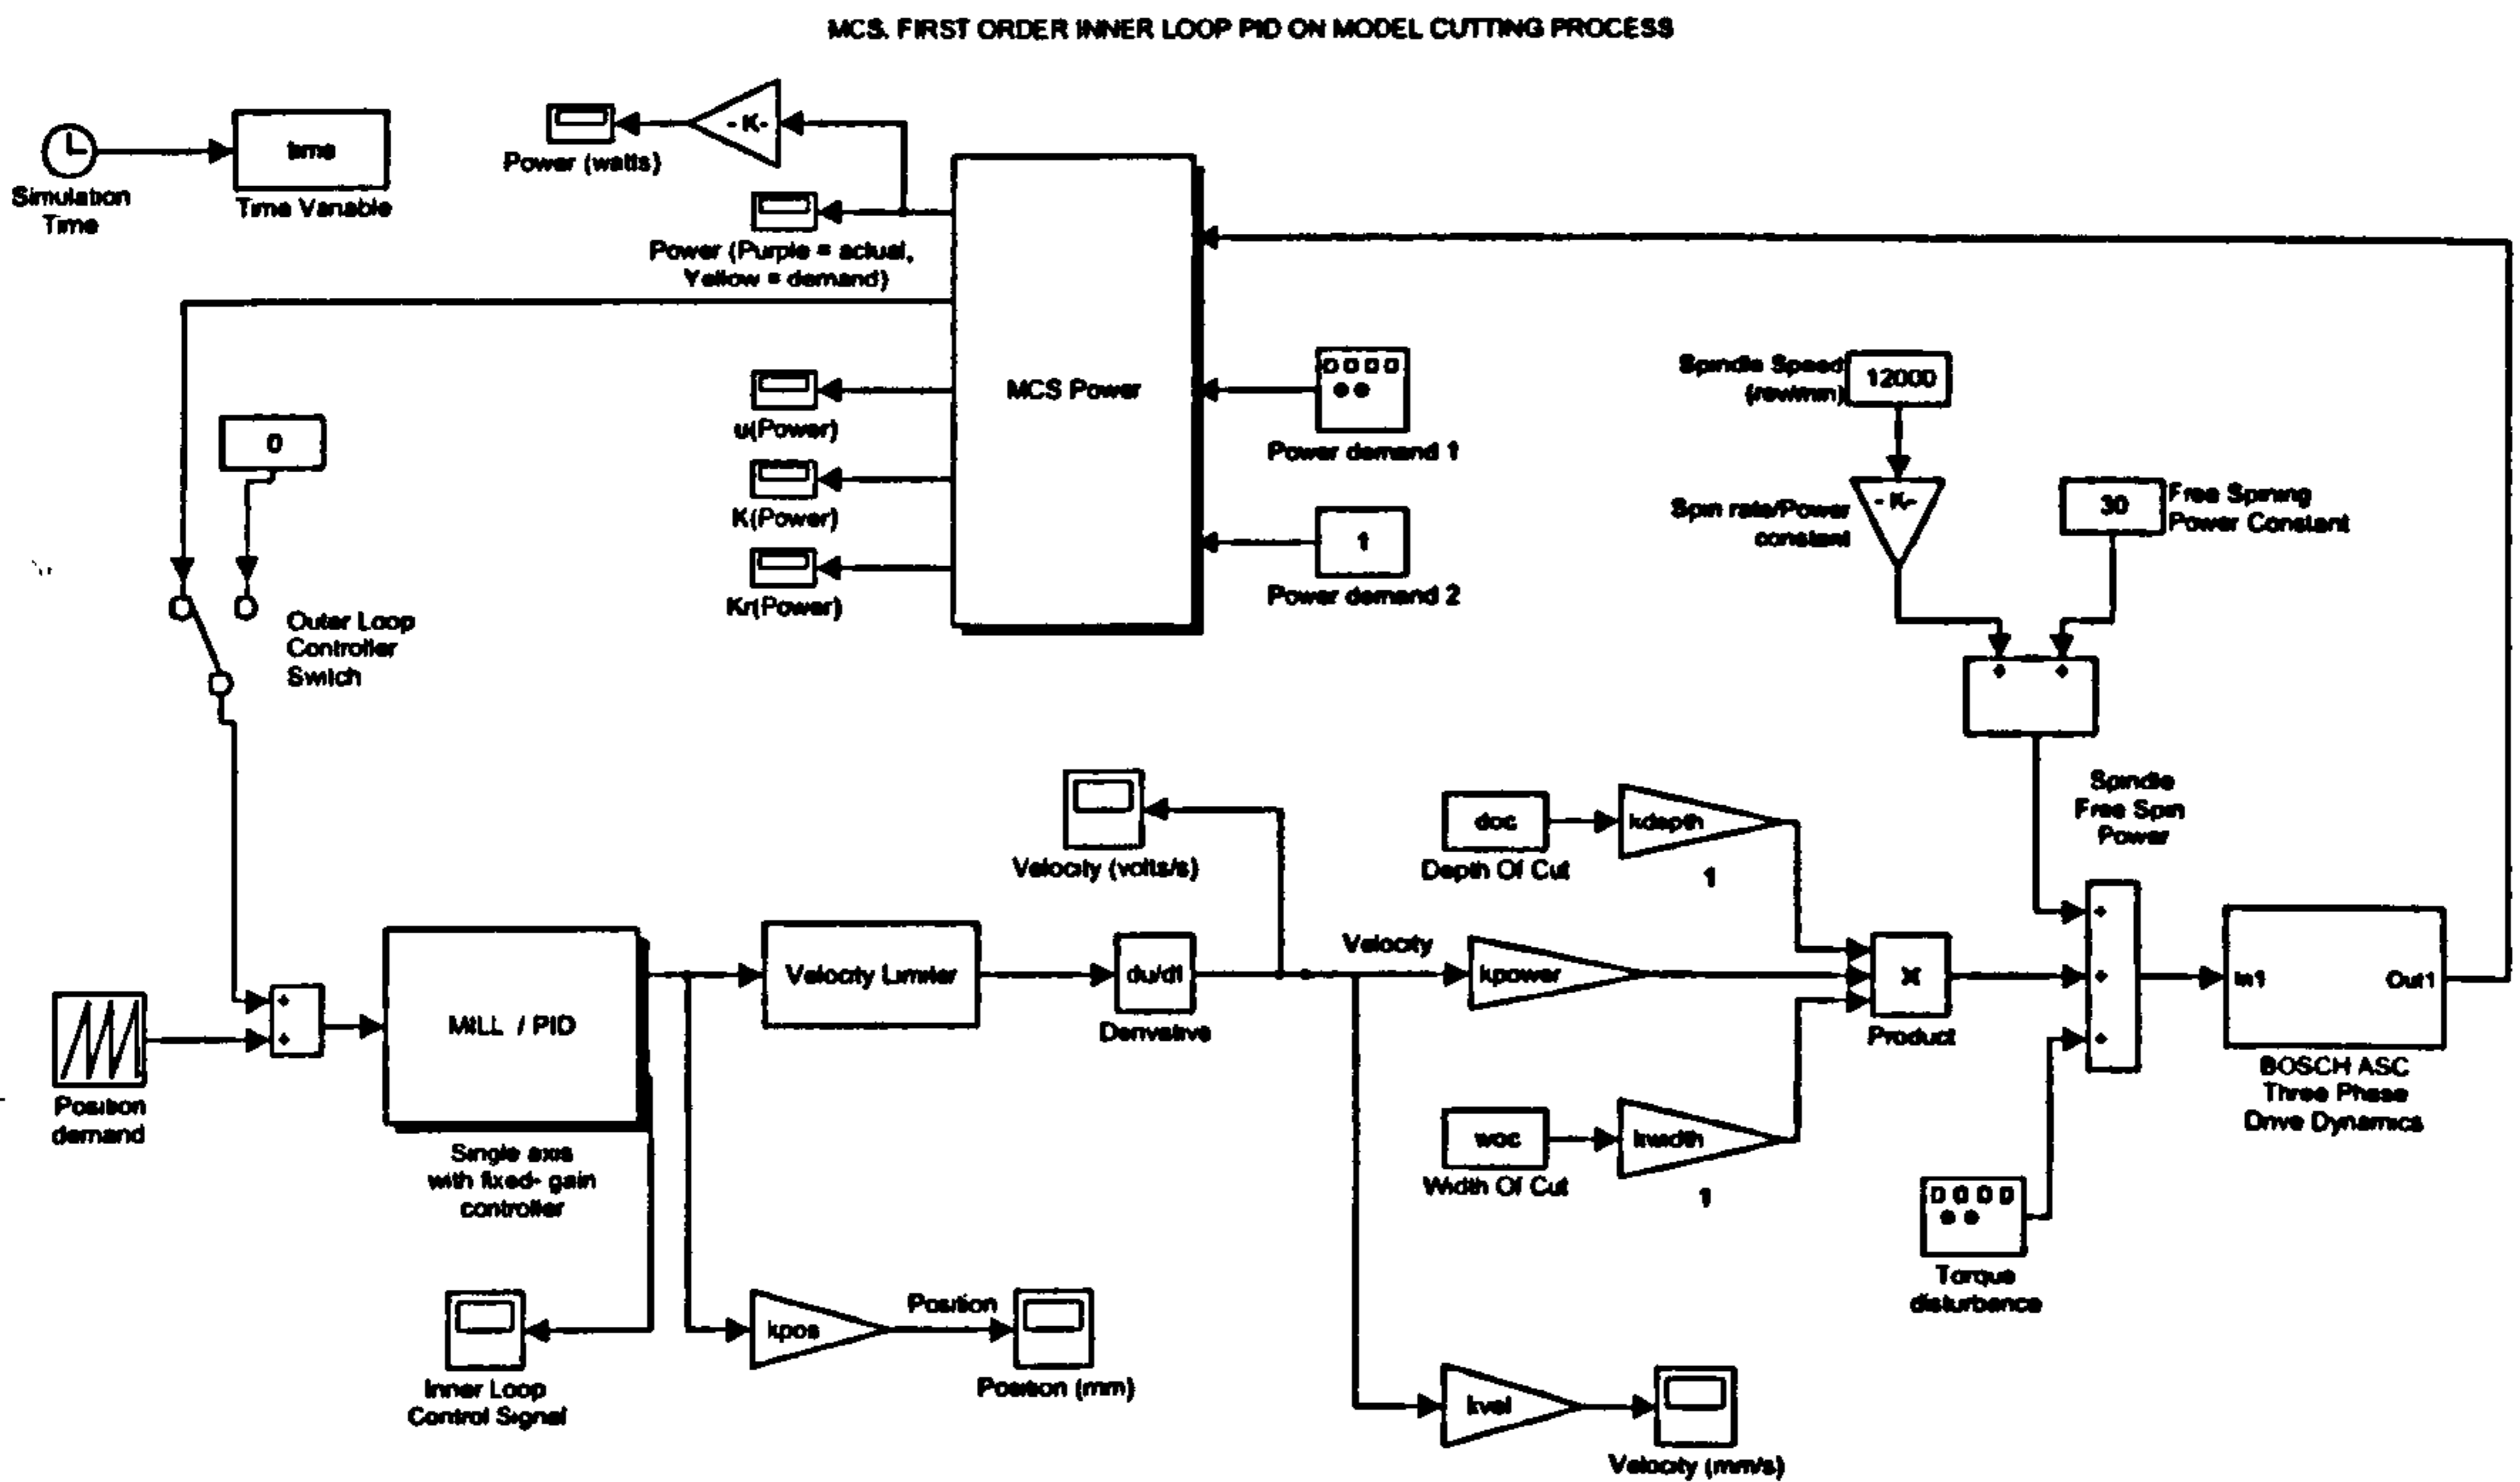 MCS. FIRST ORDER INNER LOOP PID ON MODEL CUTTING PROCESS
Simulation
Time
time
Time Variable
Power (watts)
- K-
Power (Purple = actual,
Yellow = demand)
MCS Power
u(Power)
K(Power)
Kr(Power)
Power demand 1
1
Power demand 2
Spindle Speed
(rev/min)
12000
Spin rate/Power
constant
- K-
30
Free Spining
Power Constant
+ +
Spindle
Free Spin
Power
0
Outer Loop
Controller
Switch
Position
demand
+
+
MILL / PID
Single axis
with fixed- gain
controller
Inner Loop
Control Signal
Velocity Limiter
du/dt
Derivative
Velocity (volts/s)
kpos
Position
Position (mm)
Velocity
doc
Depth Of Cut
kdepth
1
kppower
woc
Width Of Cut
kwidth
1
X
Product
kvel
Velocity (mm/s)
+
+
+
Torque
disturbance
In1
Out1
BOSCH ASC
Three Phase
Drive Dynamics